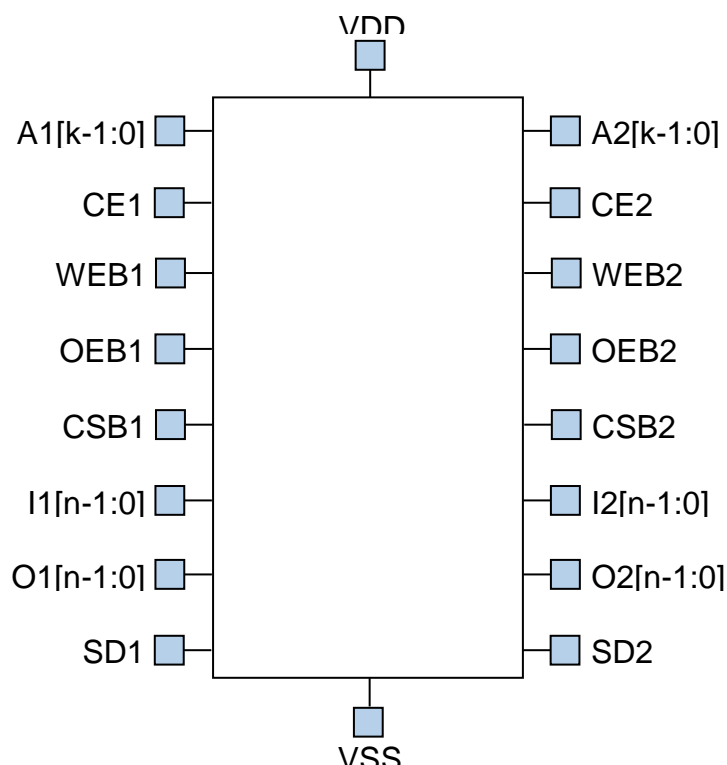 VDD
A1[k-1:0] A2[k-1:0]
CE1 CE2
WEB1 WEB2
OEB1 OEB2
CSB1 CSB2
I1[n-1:0] I2[n-1:0]
O1[n-1:0] O2[n-1:0]
SD1 SD2
VSS